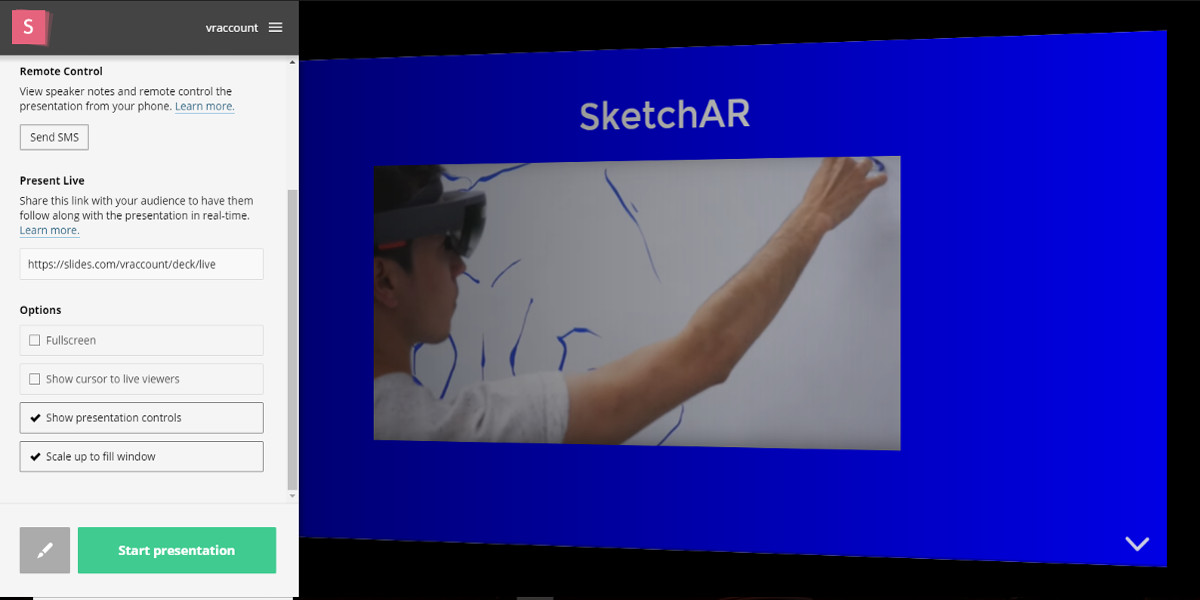 S
vraccount
Remote Control
View speaker notes and remote control the
presentation from your phone. Learn more.
Send SMS
Present Live
Share this link with your audience to have them
follow along with the presentation in real-time.
Learn more.
https://slides.com/vraccount/deck/live
Options
Fullscreen
Show cursor to live viewers
Show presentation controls
Scale up to fill window
Start presentation
SketchAR